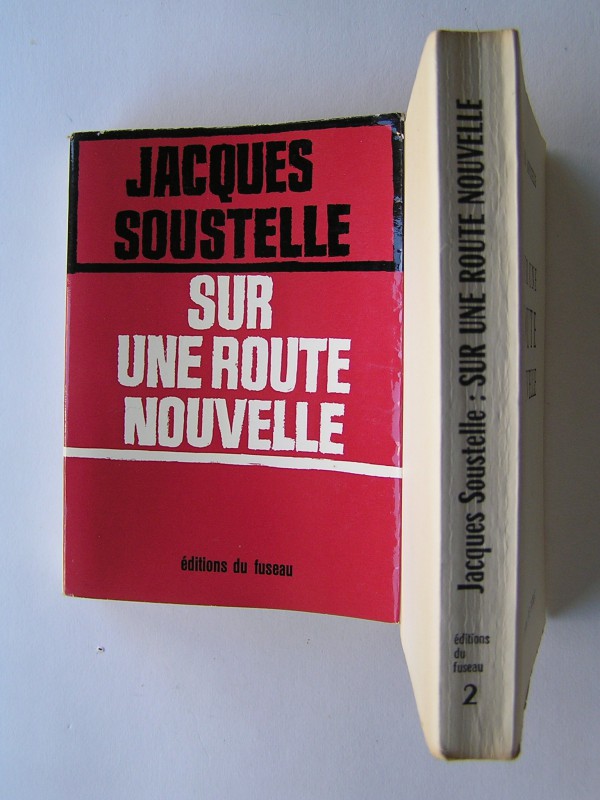 JACQUES
SOUSTELLE
SUR
UNE ROUTE
NOUVELLE
éditions du fuseau
Jacques Soustelle : SUR UNE ROUTE NOUVELLE
éditions
du
fuseau
2